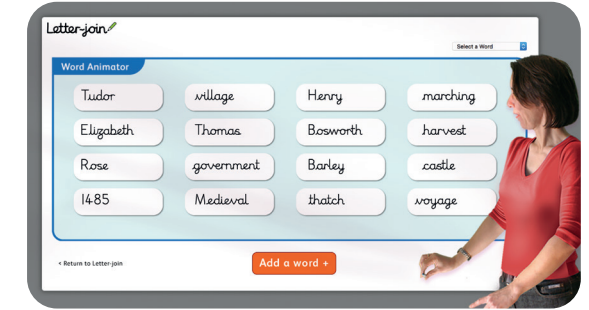 Letter-join
Select a Word
Word Animator
Tudor village Henry marching
Elizabeth Thomas Bosworth harvest
Rose government Barley castle
1485 Medieval thatch voyage
< Return to Letter-join
Add a word +